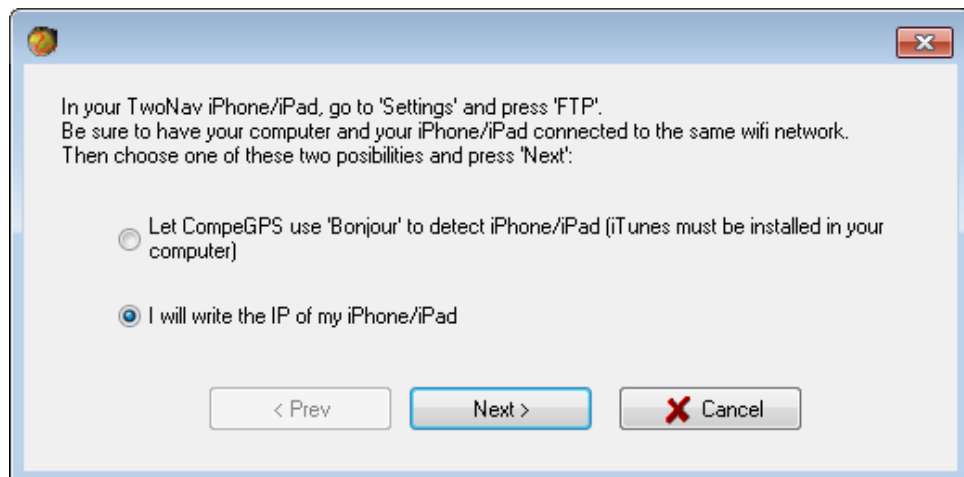 In your TwoNav iPhone/iPad, go to 'Settings' and press 'FTP'.
Be sure to have your computer and your iPhone/iPad connected to the same wifi network.
Then choose one of these two posibilities and press 'Next':
Let CompeGPS use 'Bonjour' to detect iPhone/iPad (iTunes must be installed in your
computer)
I will write the IP of my iPhone/iPad
< Prev
Next >
Cancel